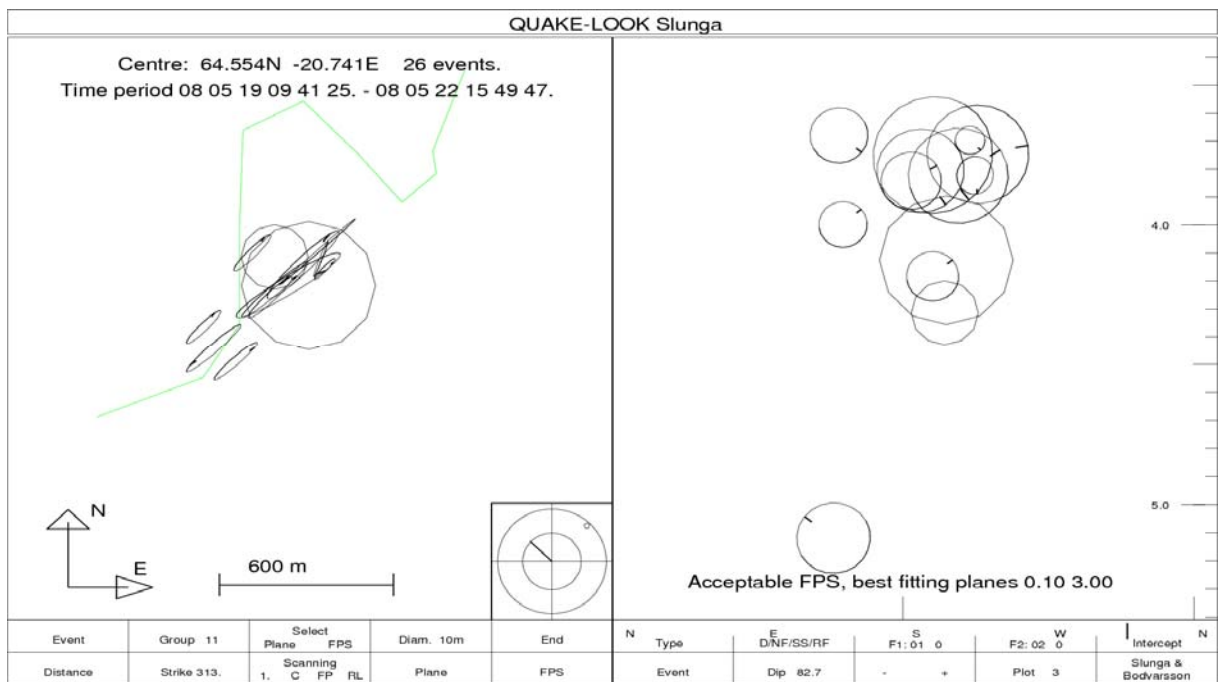 QUAKE-LOOK Slunga
Centre: 64.554N -20.741E 26 events.
Time period 08 05 19 09 41 25. - 08 05 22 15 49 47.
4.0
5.0
N
E
600 m
Acceptable FPS, best fitting planes 0.10 3.00
Event Group 11 Select Plane FPS Diam. 10m End
Distance Strike 313. Scanning 1. C FP RL Plane FPS
N E S W N
Type D/NF/SS/RF F1: 01 0 F2: 02 0 Intercept
Event Dip 82.7 - + Plot 3 Slunga & Bodvarsson